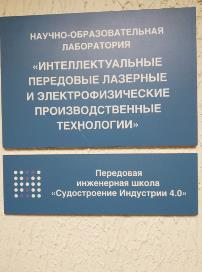 НАУЧНО-ОБРАЗОВАТЕЛЬНАЯ
ЛАБОРАТОРИЯ
«ИНТЕЛЛЕКТУАЛЬНЫЕ
ПЕРЕДОВЫЕ ЛАЗЕРНЫЕ
И ЭЛЕКТРОФИЗИЧЕСКИЕ
ПРОИЗВОДСТВЕННЫЕ
ТЕХНОЛОГИИ»
Передовая
инженерная школа
«Судостроение Индустрии 4.0»